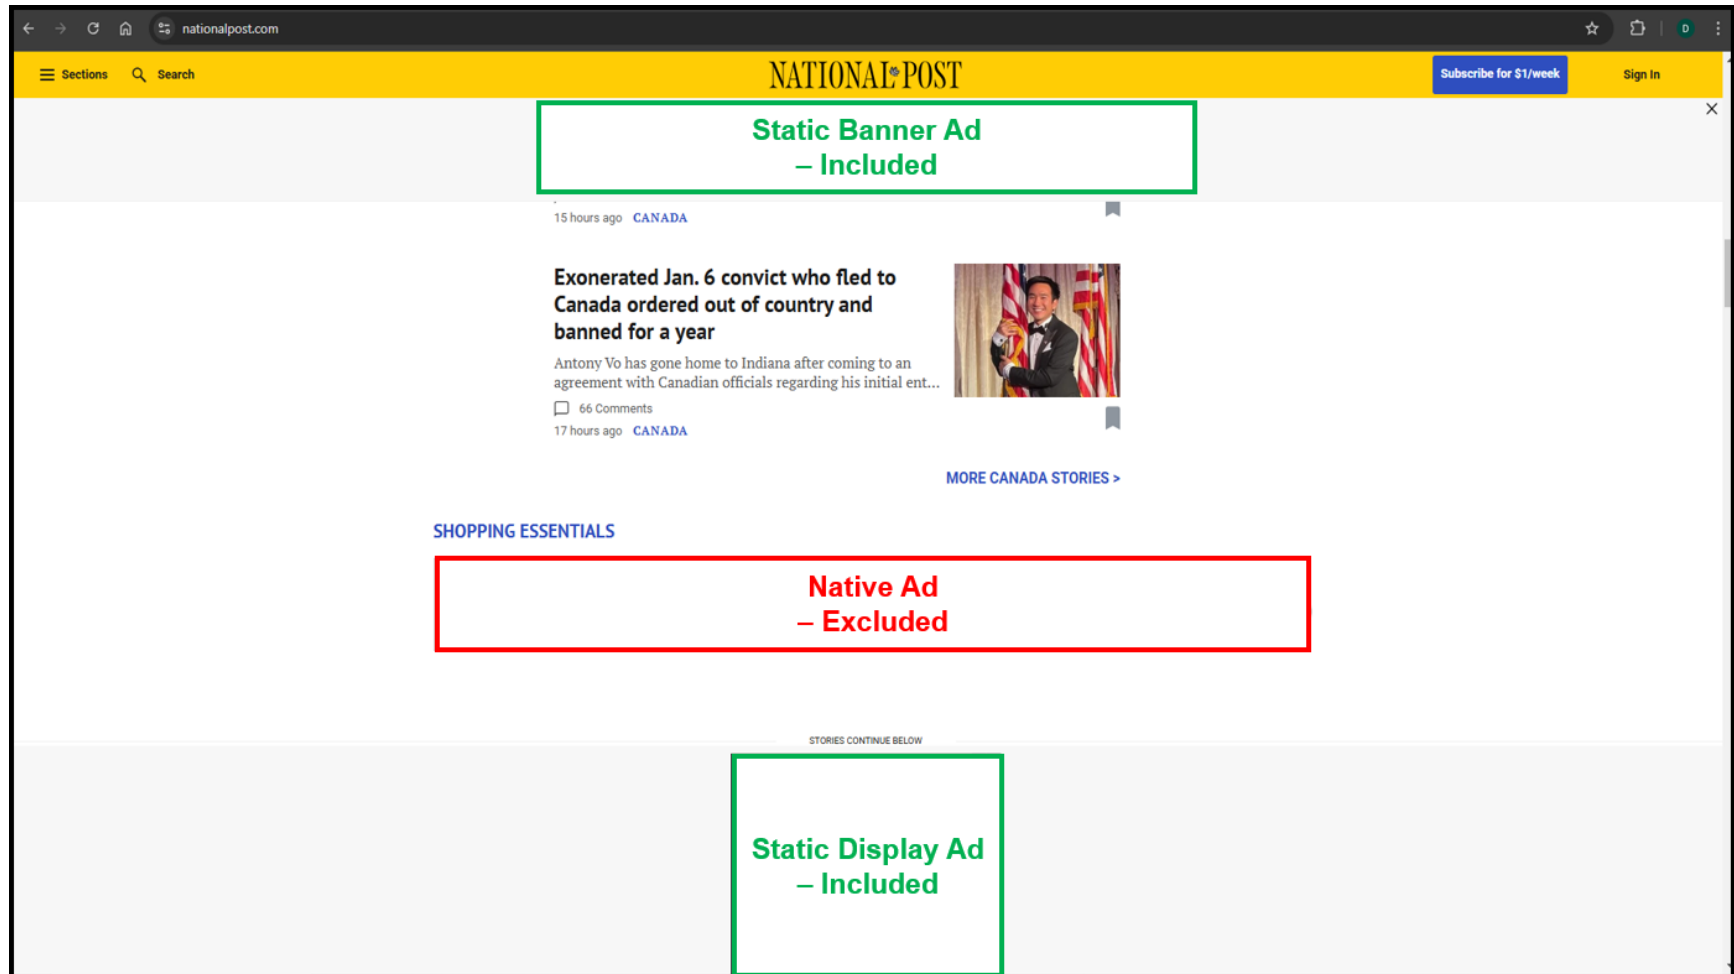 nationalpost.com
D
Sections
Search
NATIONAL POST
Subscribe for $1/week
Sign In
Static Banner Ad
– Included
15 hours ago CANADA
Exonerated Jan. 6 convict who fled to
Canada ordered out of country and
banned for a year
Antony Vo has gone home to Indiana after coming to an
agreement with Canadian officials regarding his initial ent...
66 Comments
17 hours ago CANADA
MORE CANADA STORIES >
SHOPPING ESSENTIALS
Native Ad
– Excluded
STORIES CONTINUE BELOW
Static Display Ad
– Included